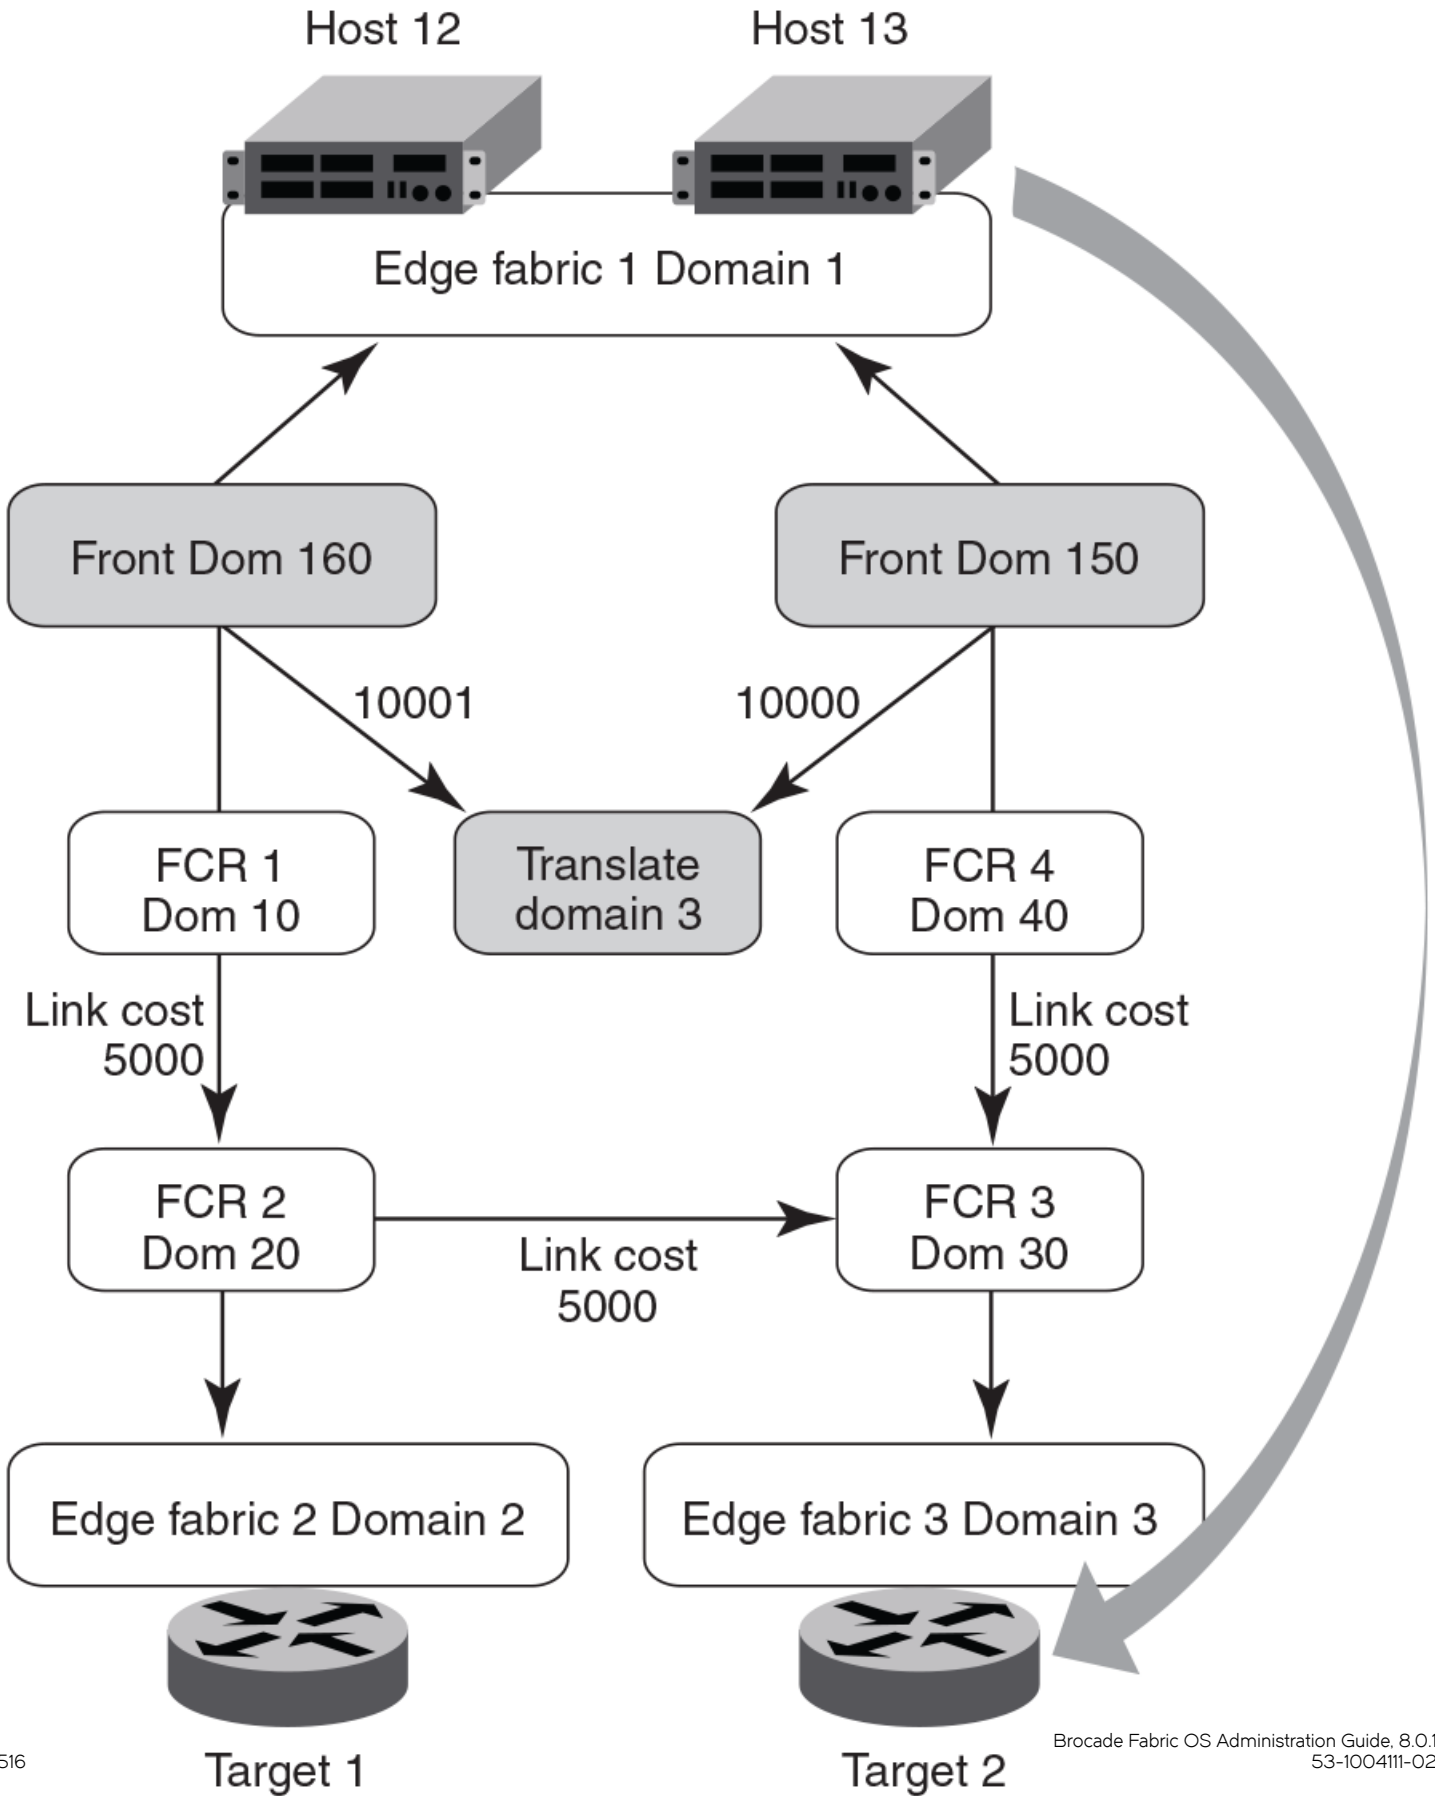 Host 12
Host 13
Edge fabric 1 Domain 1
Front Dom 160
Front Dom 150
10001
10000
FCR 1
Dom 10
Translate
domain 3
FCR 4
Dom 40
Link cost
5000
Link cost
5000
FCR 2
Dom 20
Link cost
5000
FCR 3
Dom 30
Edge fabric 2 Domain 2
Edge fabric 3 Domain 3
Target 1
Target 2
Brocade Fabric OS Administration Guide, 8.0.1
53-1004111-02
516